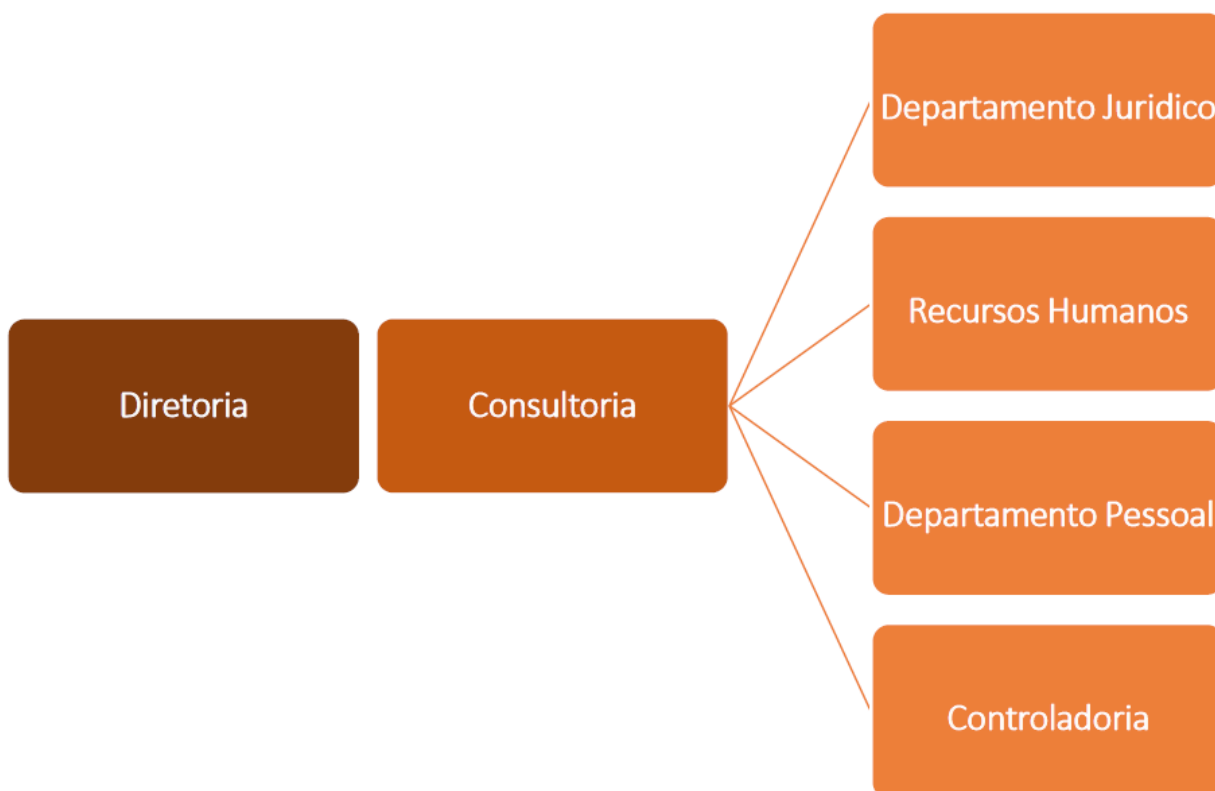 Diretoria
Consultoria
Departamento Juridico
Recursos Humanos
Departamento Pessoal
Controladoria